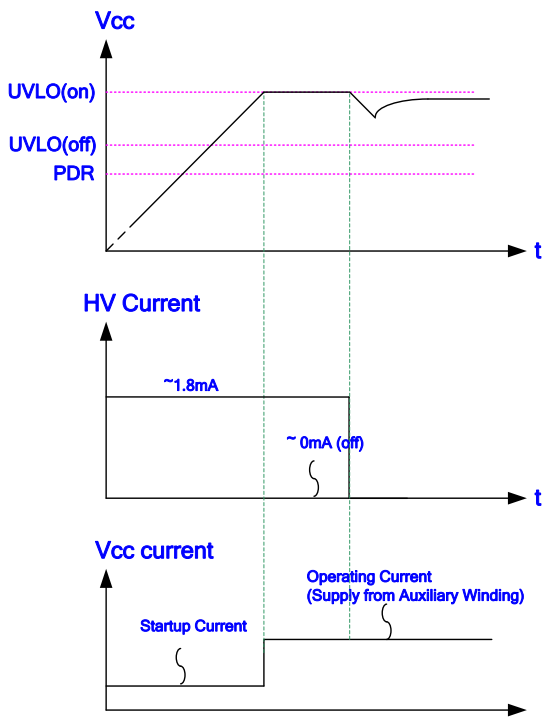 Vcc
UVLO(on)
UVLO(off)
PDR
t
HV Current
~1.8mA
~ 0mA (off)
t
Vcc current
Operating Current
(Supply from Auxiliary Winding)
Startup Current